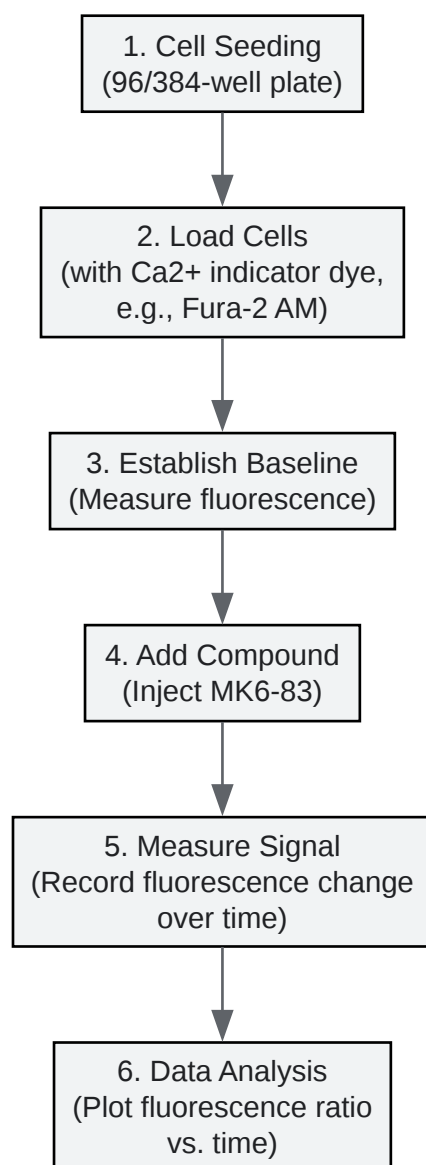 1. Cell Seeding
(96/384-well plate)
2. Load Cells
(with Ca2+ indicator dye,
e.g., Fura-2 AM)
3. Establish Baseline
(Measure fluorescence)
4. Add Compound
(Inject MK6-83)
5. Measure Signal
(Record fluorescence change
over time)
6. Data Analysis
(Plot fluorescence ratio
vs. time)